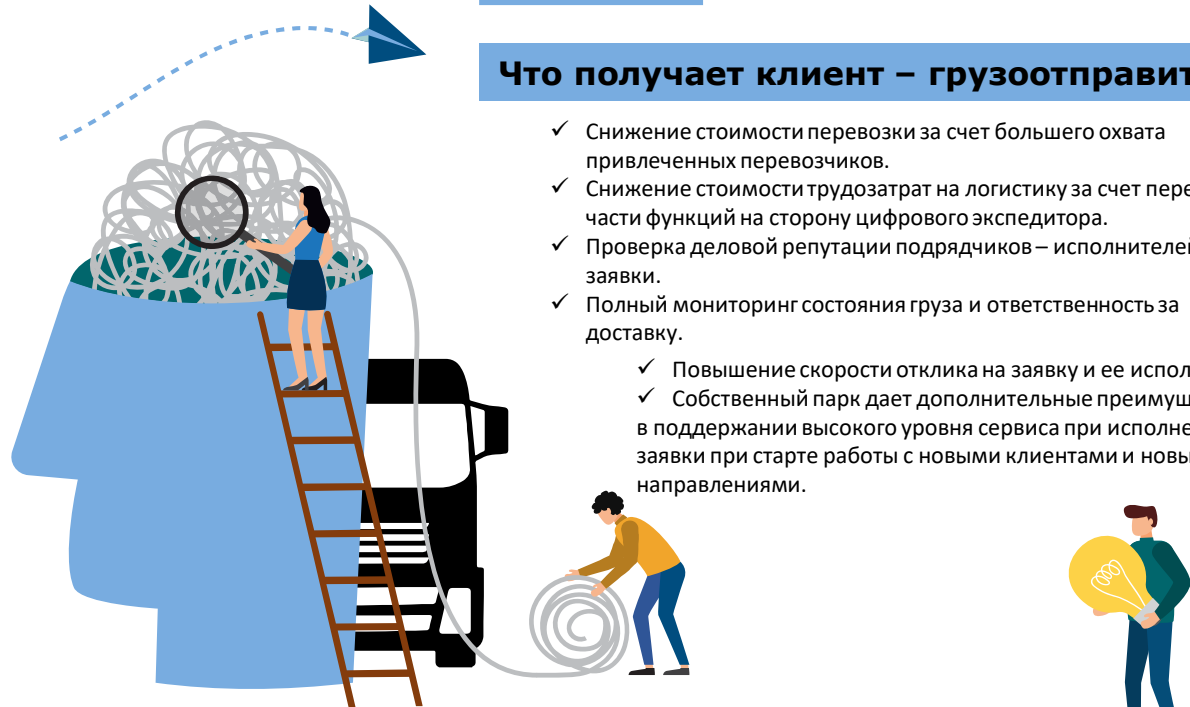 Что получает клиент – грузоотправит
✓ Снижение стоимости перевозки за счет большего охвата
привлеченных перевозчиков.
✓ Снижение стоимости трудозатрат на логистику за счет пере
части функций на сторону цифрового экспедитора.
✓ Проверка деловой репутации подрядчиков – исполнителей
заявки.
✓ Полный мониторинг состояния груза и ответственность за
доставку.
✓ Повышение скорости отклика на заявку и ее испол
✓ Собственный парк дает дополнительные преимущ
в поддержании высокого уровня сервиса при исполне
заявки при старте работы с новыми клиентами и новы
направлениями.